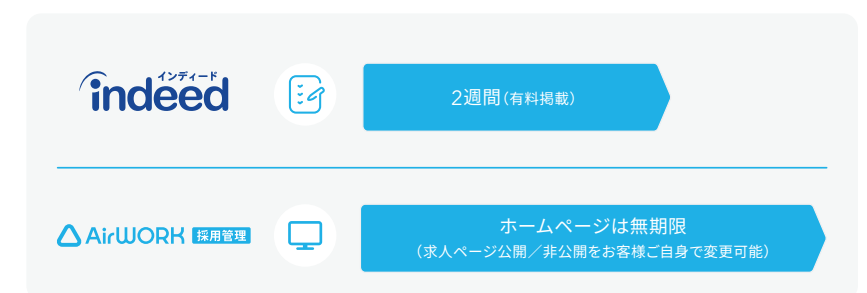 インディード
indeed
2週間（有料掲載）
AirWORK 採用管理
ホームページは無期限
（求人ページ公開／非公開をお客様ご自身で変更可能）